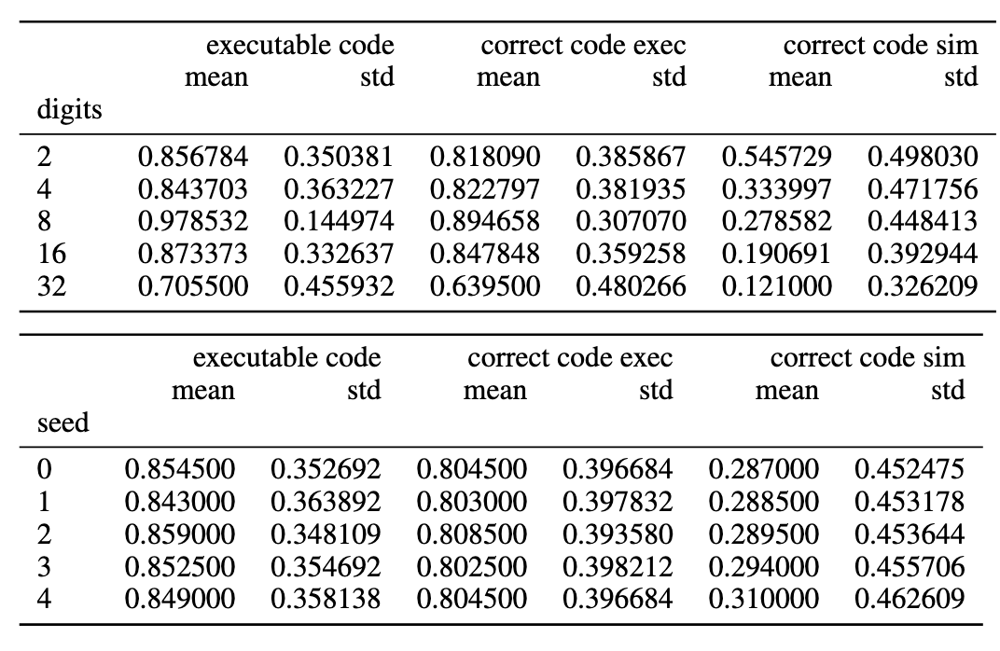 executable code correct code exec correct code sim
mean std mean std mean std
digits
2 0.856784 0.350381 0.818090 0.385867 0.545729 0.498030
4 0.843703 0.363227 0.822797 0.381935 0.333997 0.471756
8 0.978532 0.144974 0.894658 0.307070 0.278582 0.448413
16 0.873373 0.332637 0.847848 0.359258 0.190691 0.392944
32 0.705500 0.455932 0.639500 0.480266 0.121000 0.326209
executable code correct code exec correct code sim
mean std mean std mean std
seed
0 0.854500 0.352692 0.804500 0.396684 0.287000 0.452475
1 0.843000 0.363892 0.803000 0.397832 0.288500 0.453178
2 0.859000 0.348109 0.808500 0.393580 0.289500 0.453644
3 0.852500 0.354692 0.802500 0.398212 0.294000 0.455706
4 0.849000 0.358138 0.804500 0.396684 0.310000 0.462609